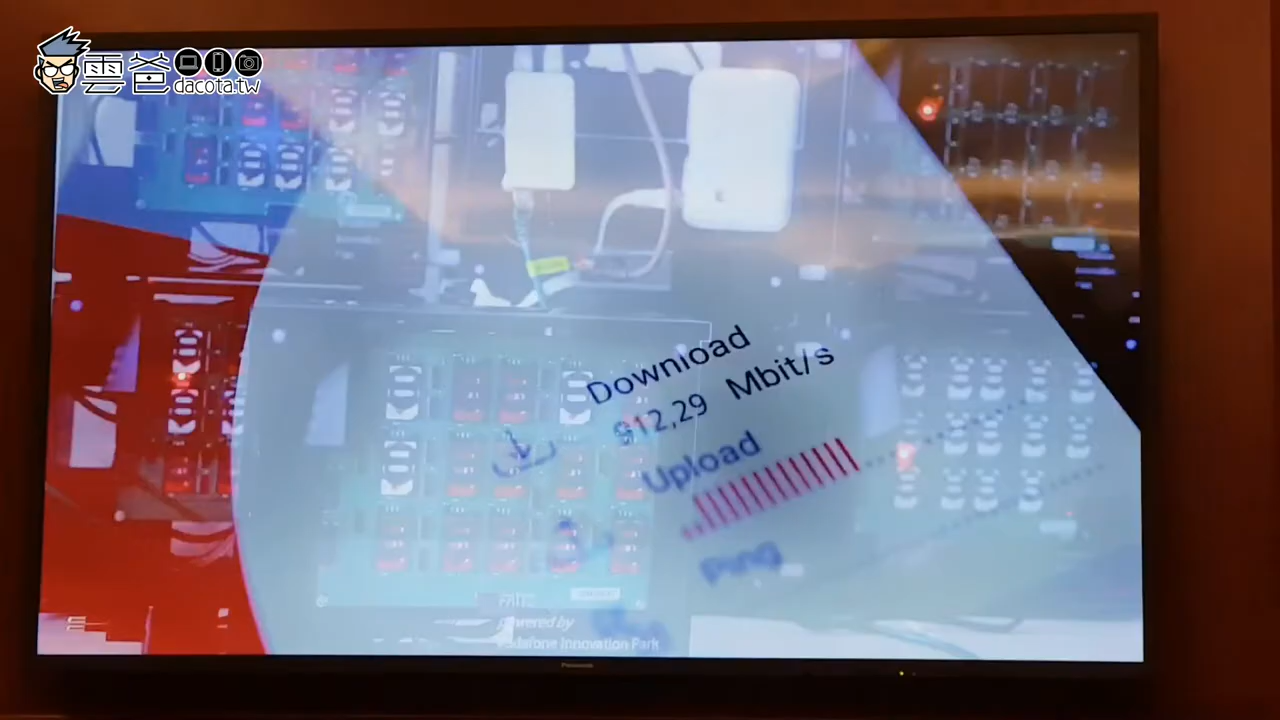 雲爸
dacota.tw
Download
912,29 Mbit/s
Upload
Ping
powered by
Vodafone Innovation Park
Panasonic